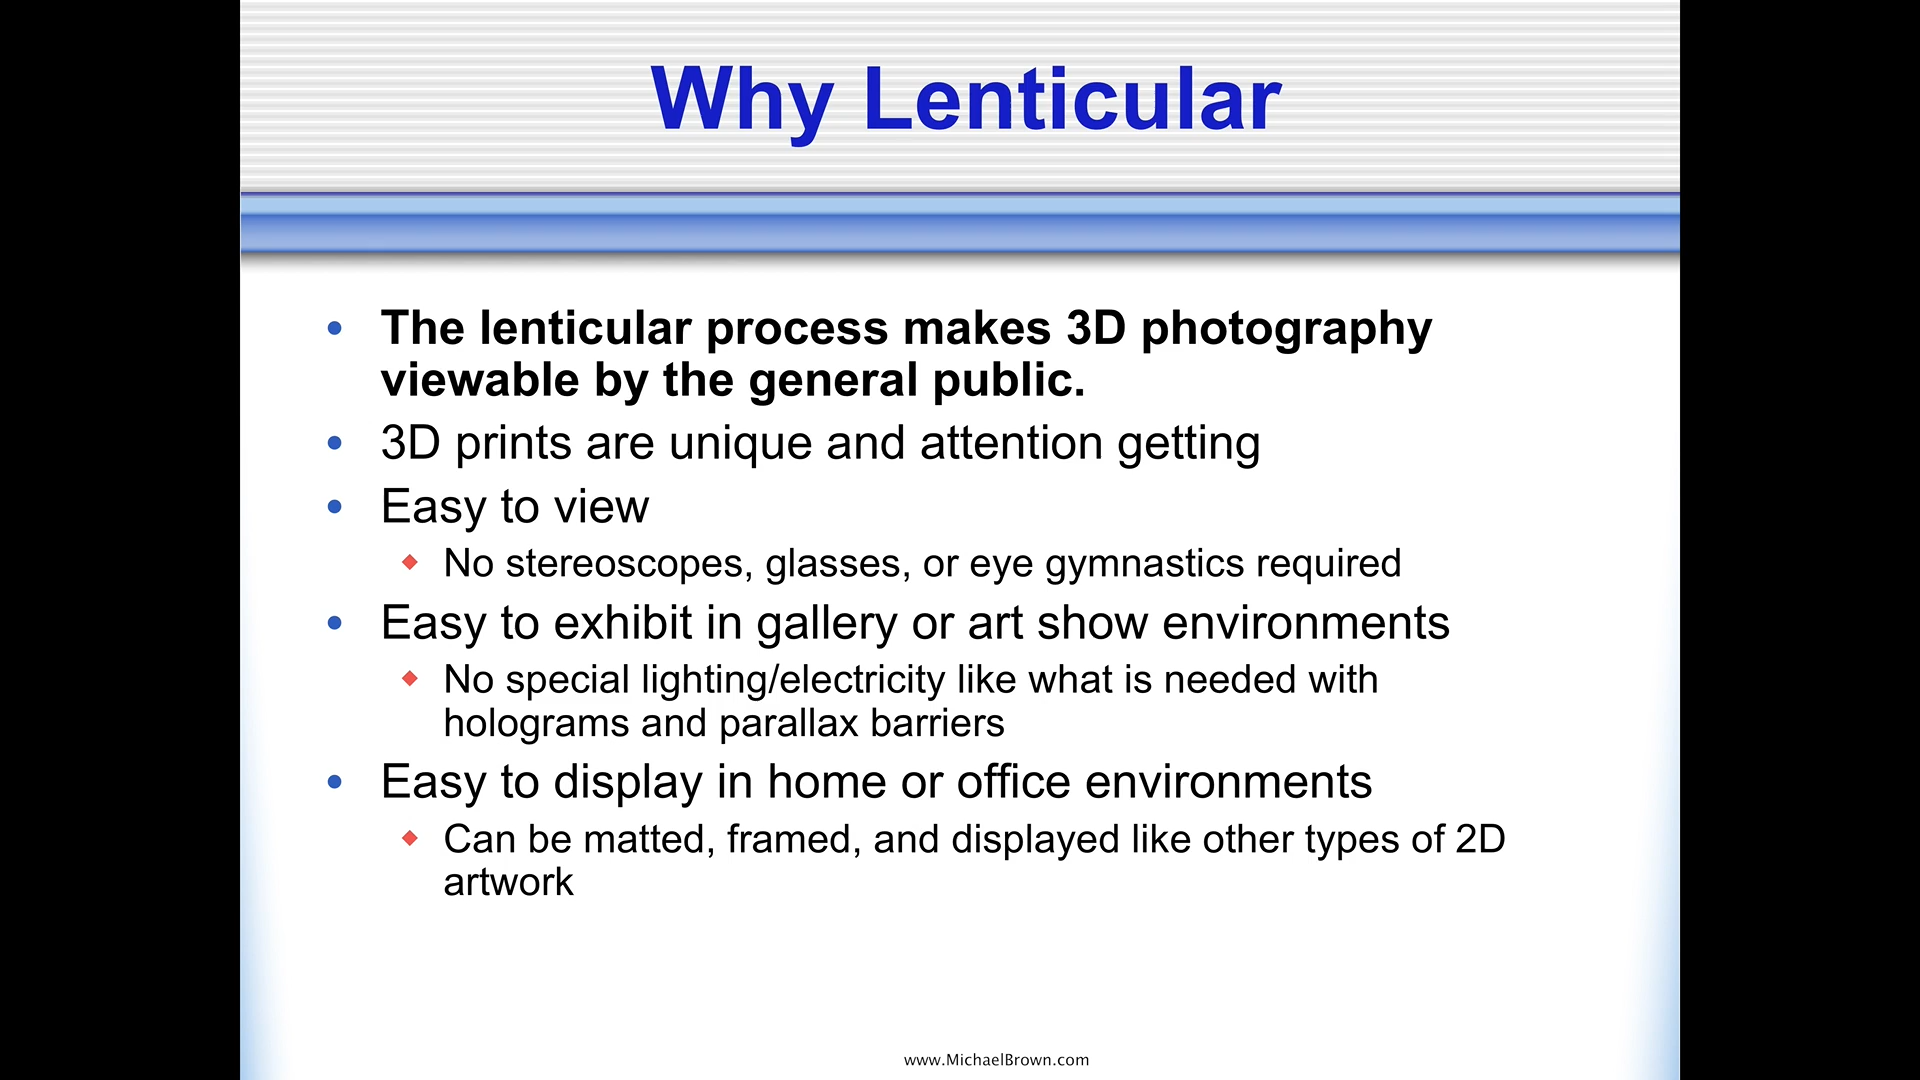 Why Lenticular
• The lenticular process makes 3D photography
viewable by the general public.
• 3D prints are unique and attention getting
• Easy to view
◆ No stereoscopes, glasses, or eye gymnastics required
• Easy to exhibit in gallery or art show environments
◆ No special lighting/electricity like what is needed with
holograms and parallax barriers
• Easy to display in home or office environments
◆ Can be matted, framed, and displayed like other types of 2D
artwork
www.MichaelBrown.com